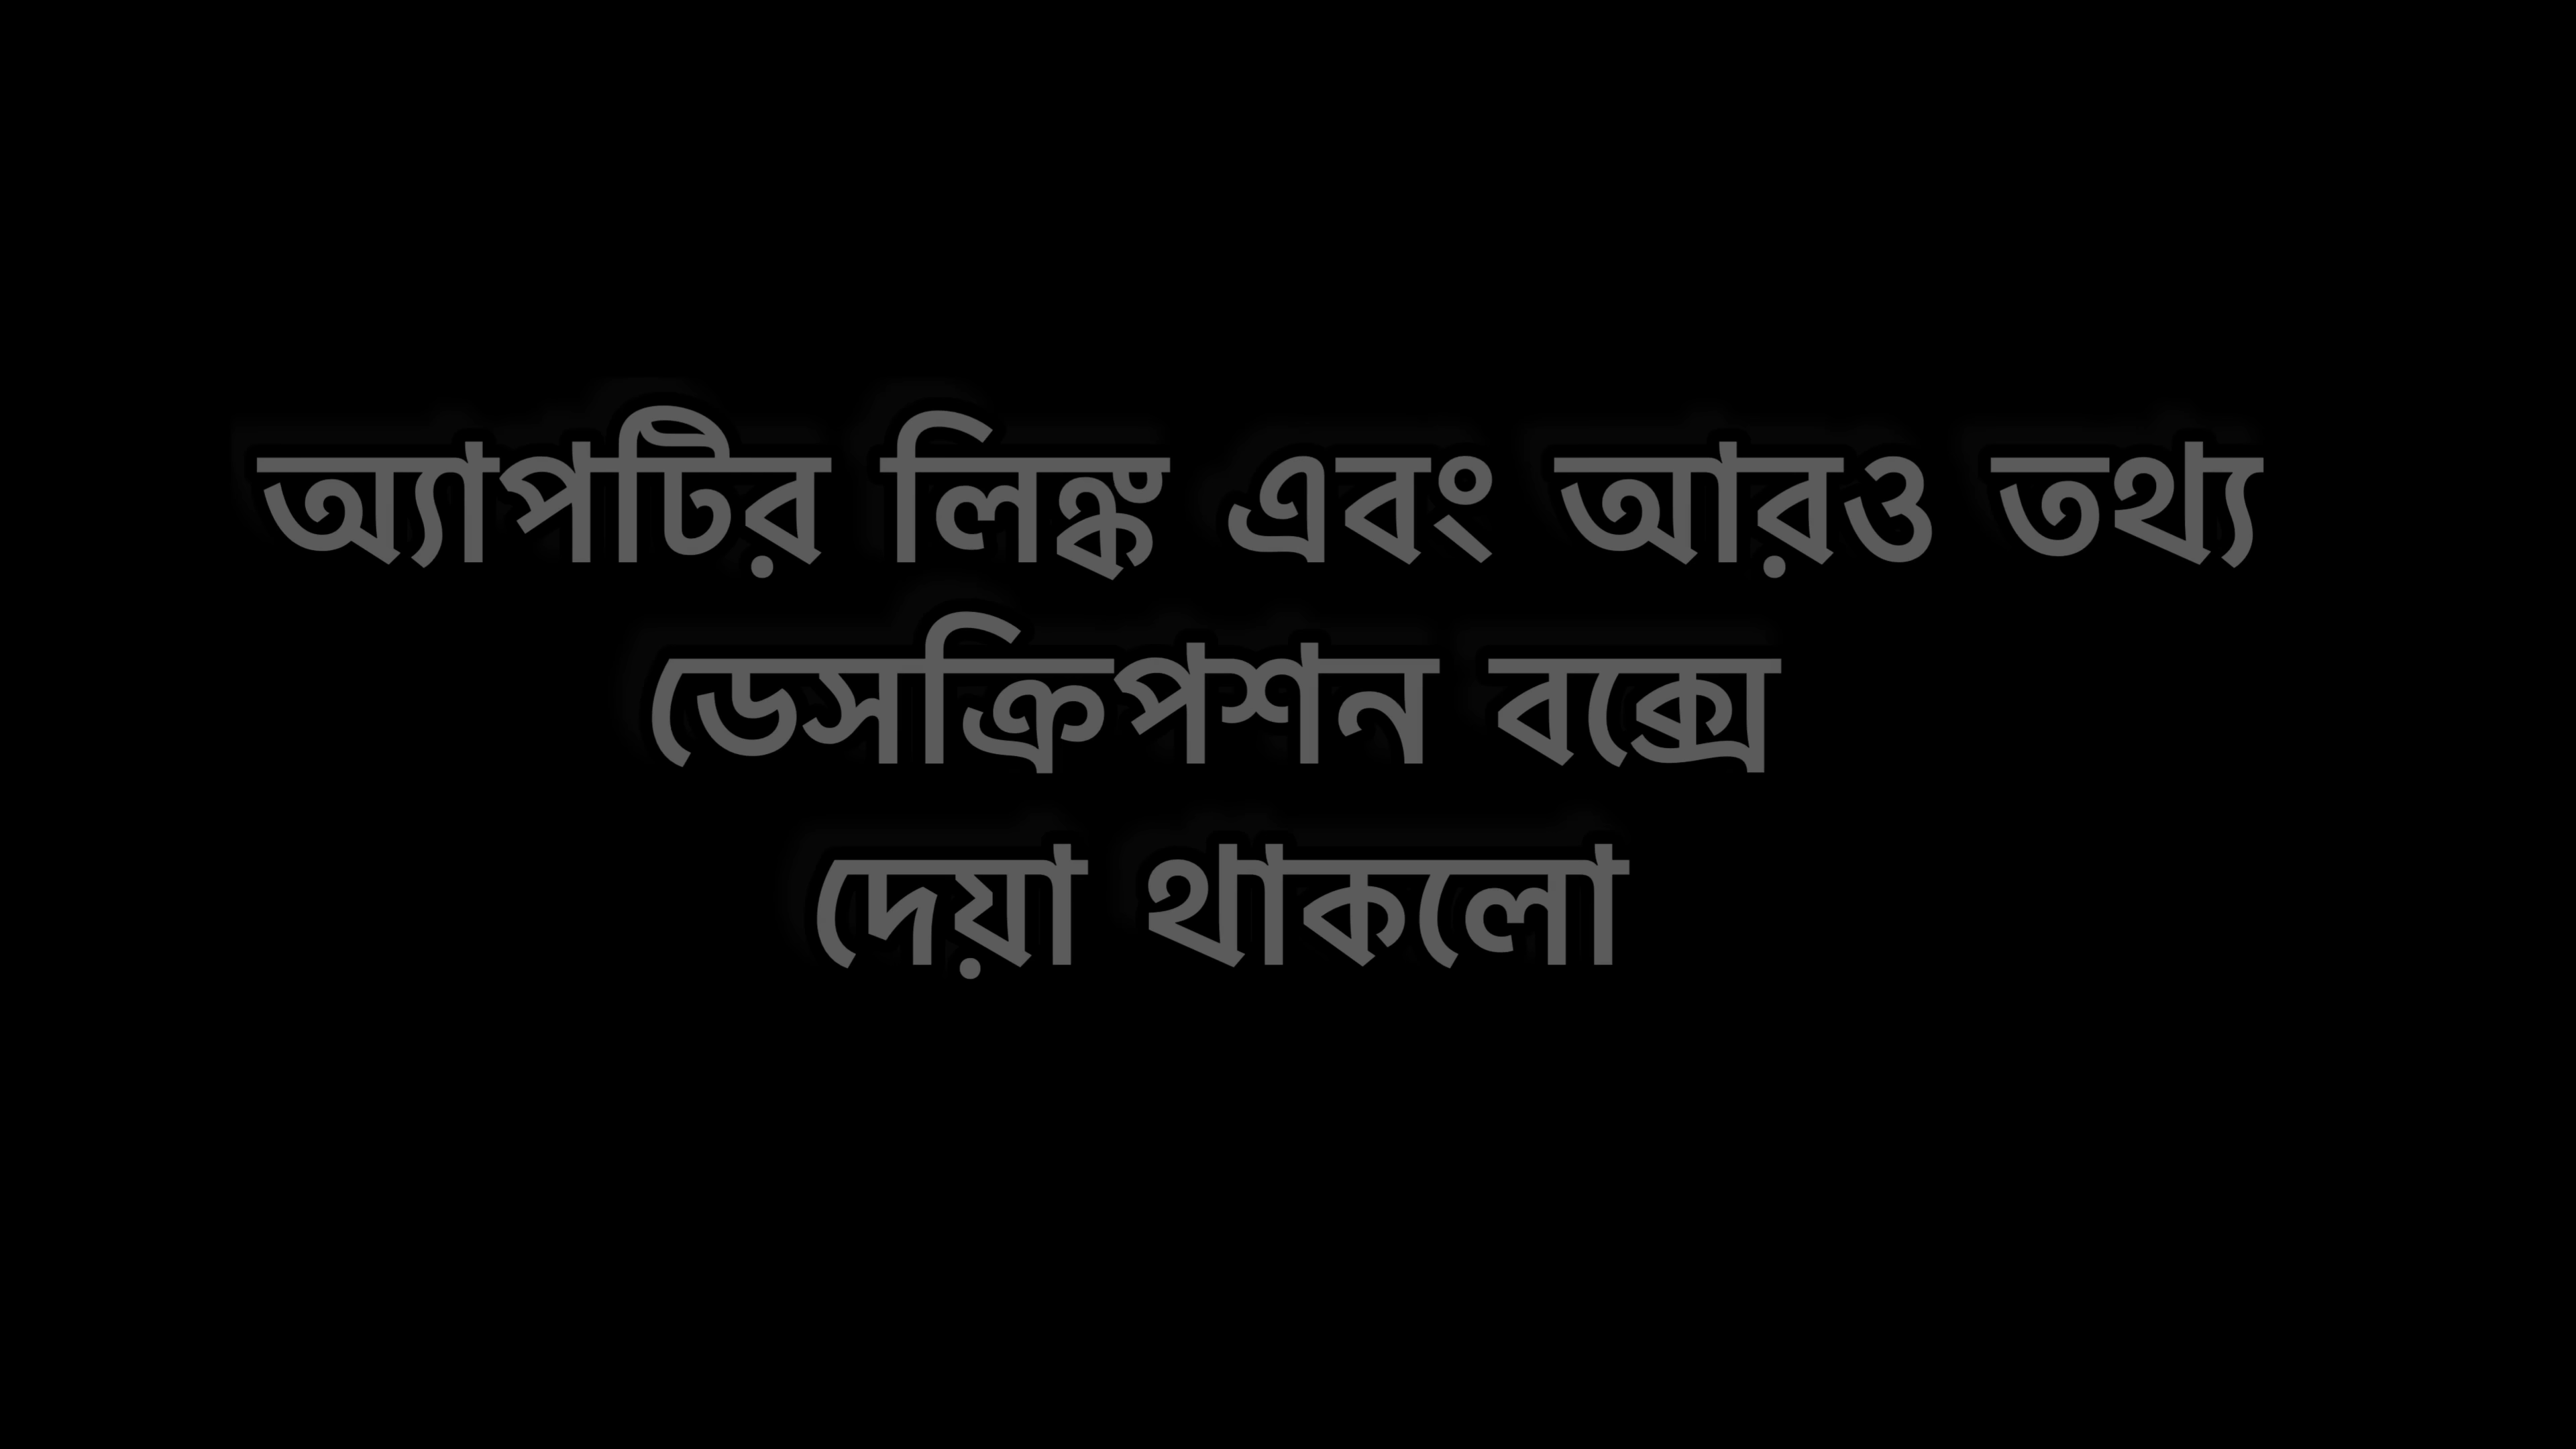 অ্যাপটির লিঙ্ক এবং আরও তথ্য
ডেসক্রিপশন বক্সে
দেয়া থাকলো